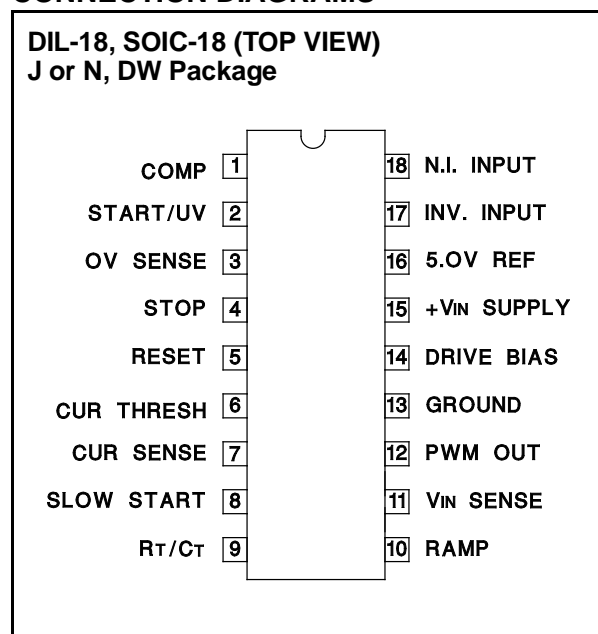 CONNECTION DIAGRAMS
DIL-18, SOIC-18 (TOP VIEW)
J or N, DW Package
COMP 1
18 N.I. INPUT
START/UV 2
17 INV. INPUT
OV SENSE 3
16 5.OV REF
STOP 4
15 +VIN SUPPLY
RESET 5
14 DRIVE BIAS
CUR THRESH 6
13 GROUND
CUR SENSE 7
12 PWM OUT
SLOW START 8
11 VIN SENSE
RT/CT 9
10 RAMP